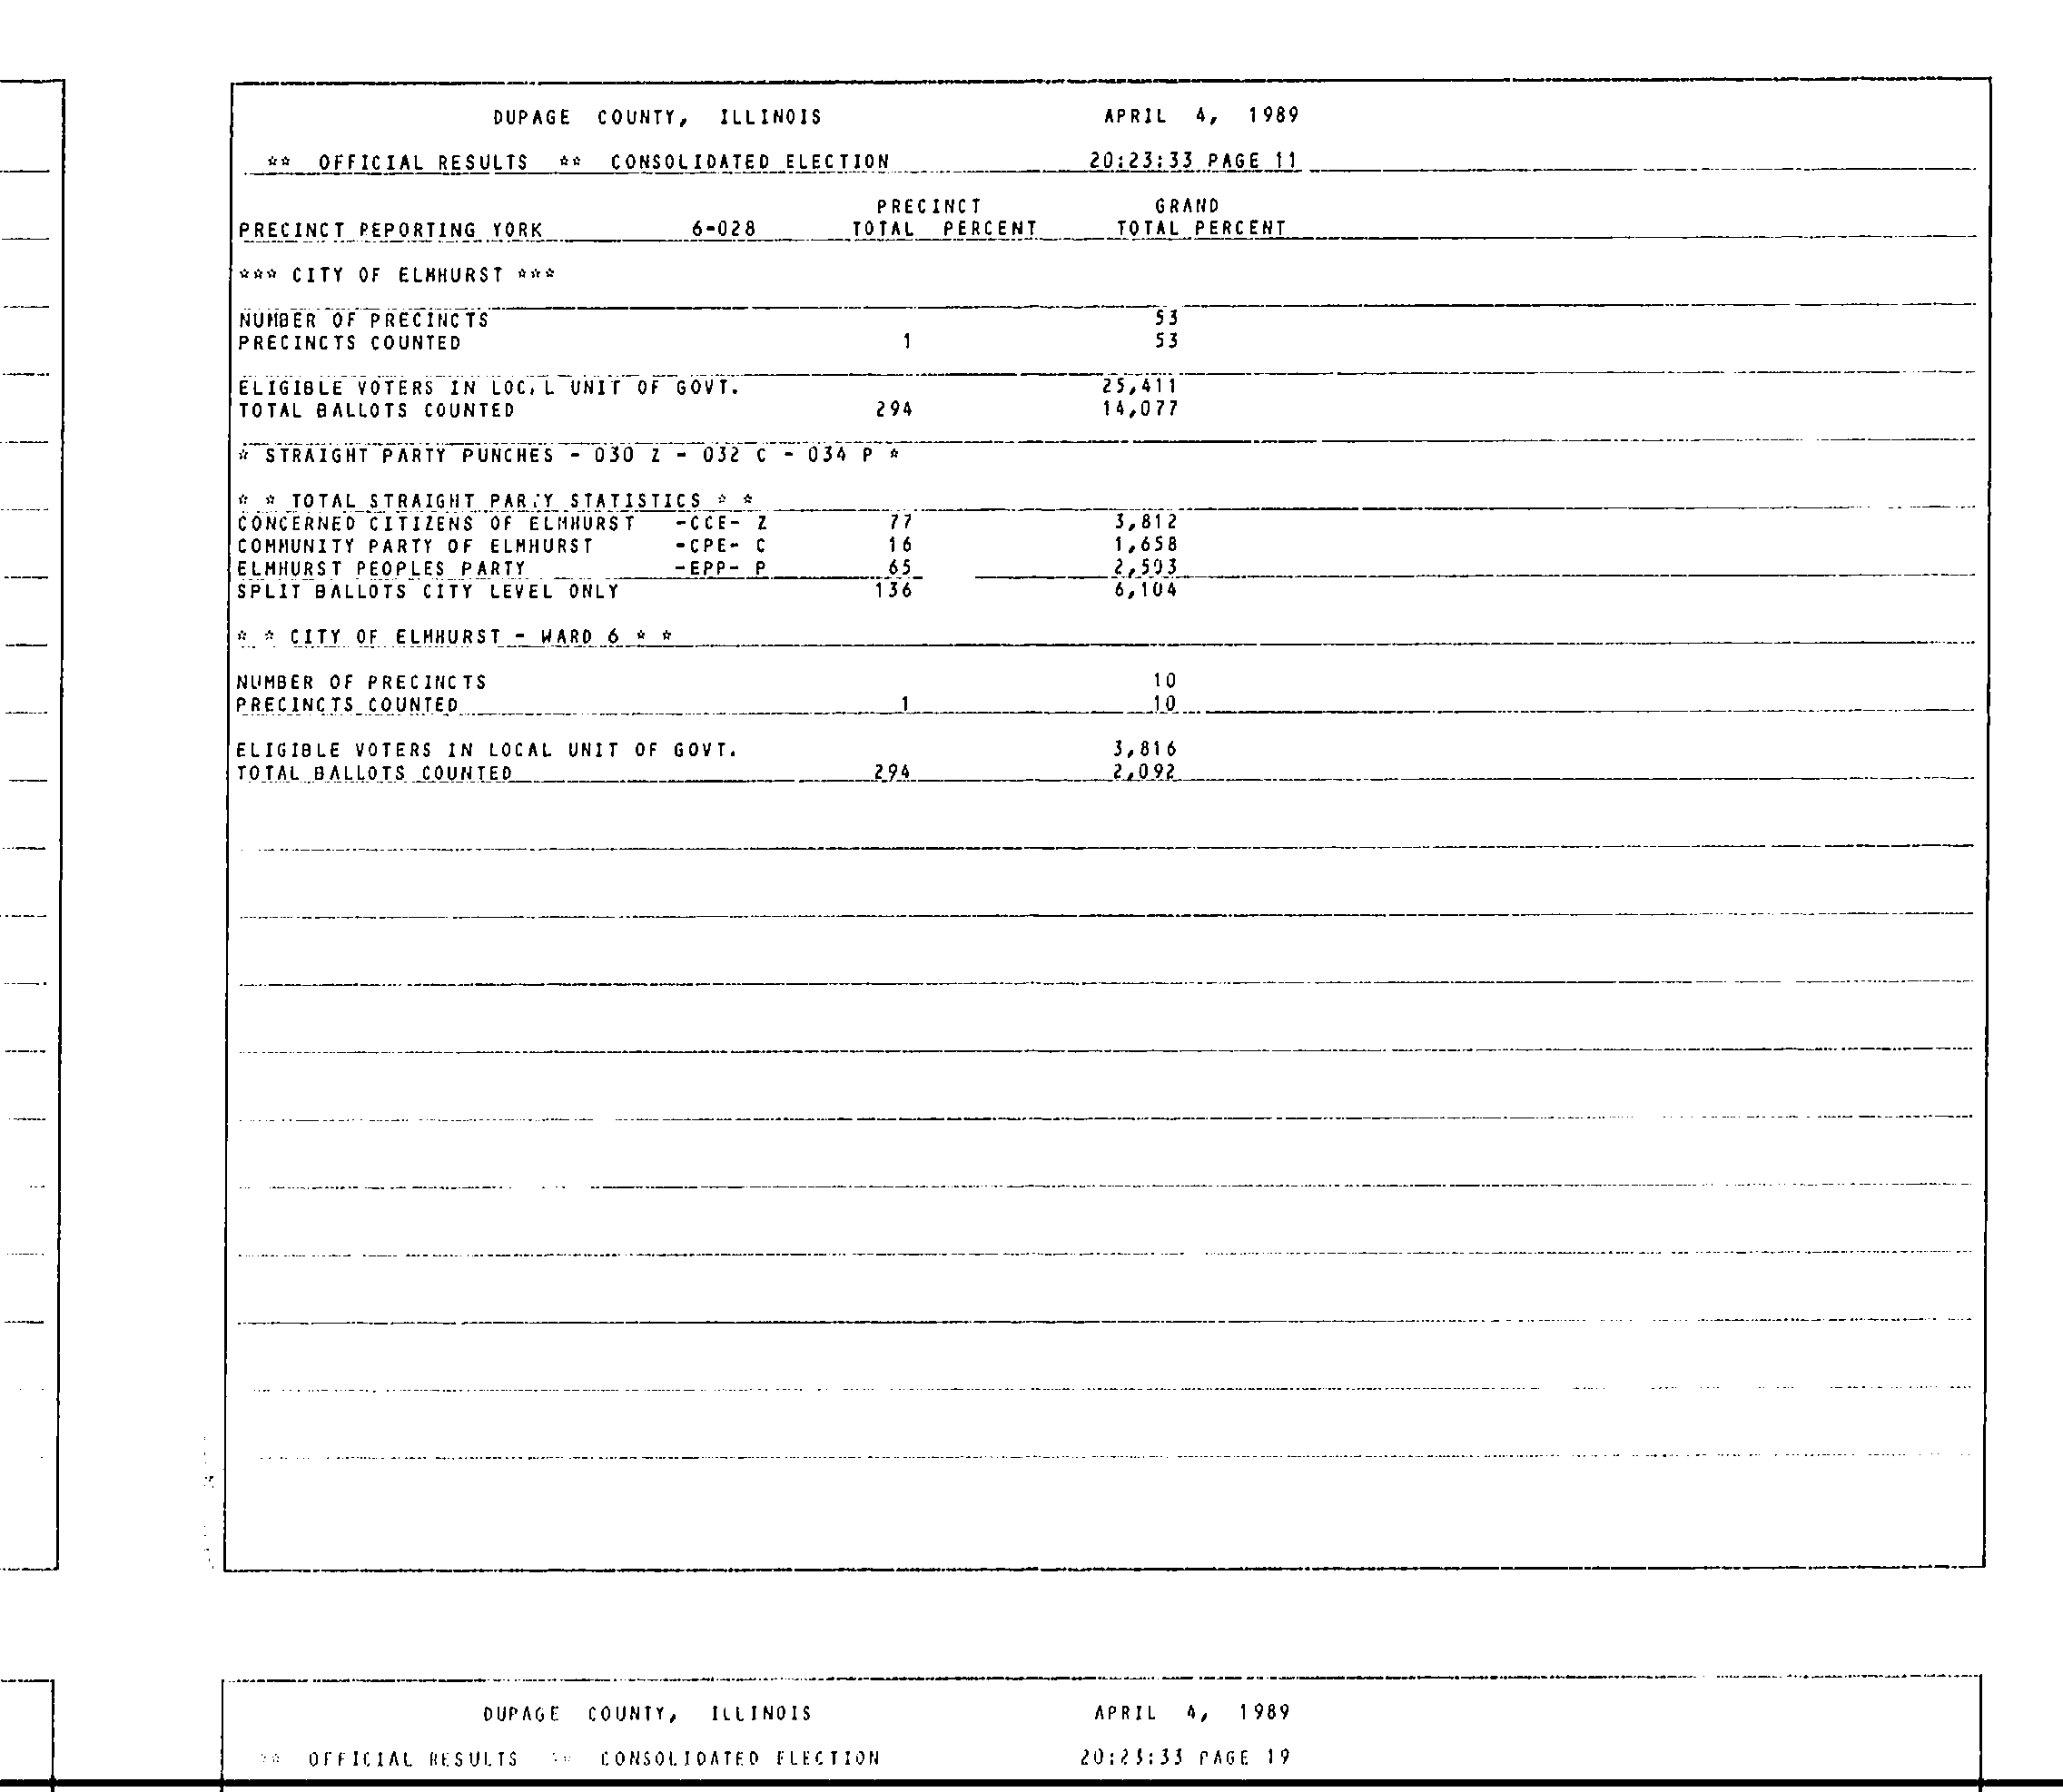 DUPAGE COUNTY, ILLINOIS APRIL 4, 1989
** OFFICIAL RESULTS ** CONSOLIDATED ELECTION 20:23:33 PAGE 11
PRECINCT GRAND
PRECINCT REPORTING YORK 6-028 TOTAL PERCENT TOTAL PERCENT
*** CITY OF ELMHURST ***
NUMBER OF PRECINCTS 53
PRECINCTS COUNTED 1 53
ELIGIBLE VOTERS IN LOCAL UNIT OF GOVT. 25,411
TOTAL BALLOTS COUNTED 294 14,077
* STRAIGHT PARTY PUNCHES - 030 Z - 032 C - 034 P *
* * TOTAL STRAIGHT PARTY STATISTICS * *
CONCERNED CITIZENS OF ELMHURST -CCE- Z 77 3,812
COMMUNITY PARTY OF ELMHURST -CPE- C 16 1,658
ELMHURST PEOPLES PARTY -EPP- P 65 2,503
SPLIT BALLOTS CITY LEVEL ONLY 136 6,104
* * CITY OF ELMHURST - WARD 6 * *
NUMBER OF PRECINCTS 10
PRECINCTS COUNTED 1 10
ELIGIBLE VOTERS IN LOCAL UNIT OF GOVT. 3,816
TOTAL BALLOTS COUNTED 294 2,092
DUPAGE COUNTY, ILLINOIS APRIL 4, 1989
** OFFICIAL RESULTS ** CONSOLIDATED ELECTION 20:23:33 PAGE 19